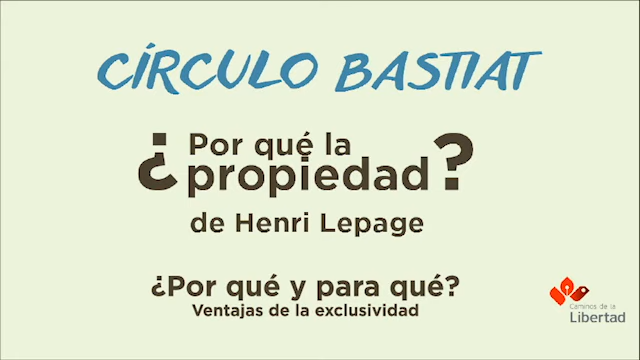 CÍRCULO BASTIAT
¿Por qué la
propiedad?
de Henri Lepage
¿Por qué y para qué?
Ventajas de la exclusividad
Caminos de la
Libertad